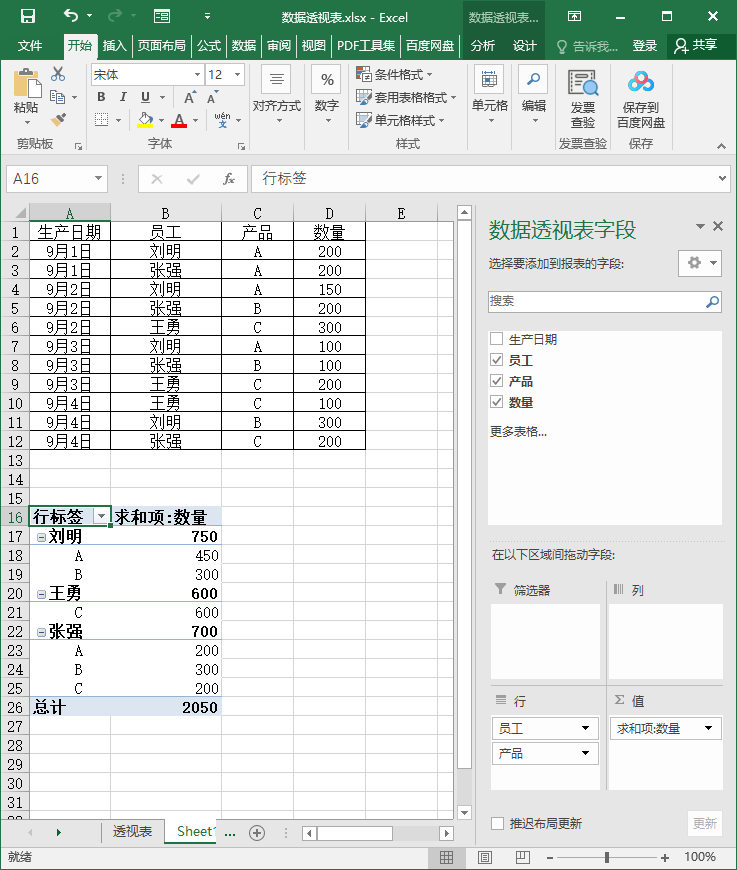 数据透视表.xlsx - Excel
数据透视表...
文件 开始 插入 页面布局 公式 数据 审阅 视图 PDF工具集 百度网盘 分析 设计 告诉我... 登录 共享
粘贴
宋体 12
B I U A A
A wén 文
对齐方式
%
数字
条件格式
套用表格格式
单元格样式
单元格
编辑
发票
查验
保存到
百度网盘
剪贴板 字体 样式 发票查验 保存
A16 fx 行标签
A B C D E
1 生产日期 员工 产品 数量
2 9月1日 刘明 A 200
3 9月1日 张强 A 200
4 9月2日 刘明 A 150
5 9月2日 张强 B 200
6 9月2日 王勇 C 300
7 9月3日 刘明 A 100
8 9月3日 张强 B 100
9 9月3日 王勇 C 200
10 9月4日 王勇 C 100
11 9月4日 刘明 B 300
12 9月4日 张强 C 200
13
14
15
16 行标签 求和项:数量
17 刘明 750
18 A 450
19 B 300
20 王勇 600
21 C 600
22 张强 700
23 A 200
24 B 300
25 C 200
26 总计 2050
27
28
29
30
31
数据透视表字段
选择要添加到报表的字段:
搜索
生产日期
员工
产品
数量
更多表格...
在以下区域间拖动字段:
筛选器
列
行
Σ 值
员工
产品
求和项:数量
推迟布局更新
更新
透视表 Sheet1 ...
就绪
100%